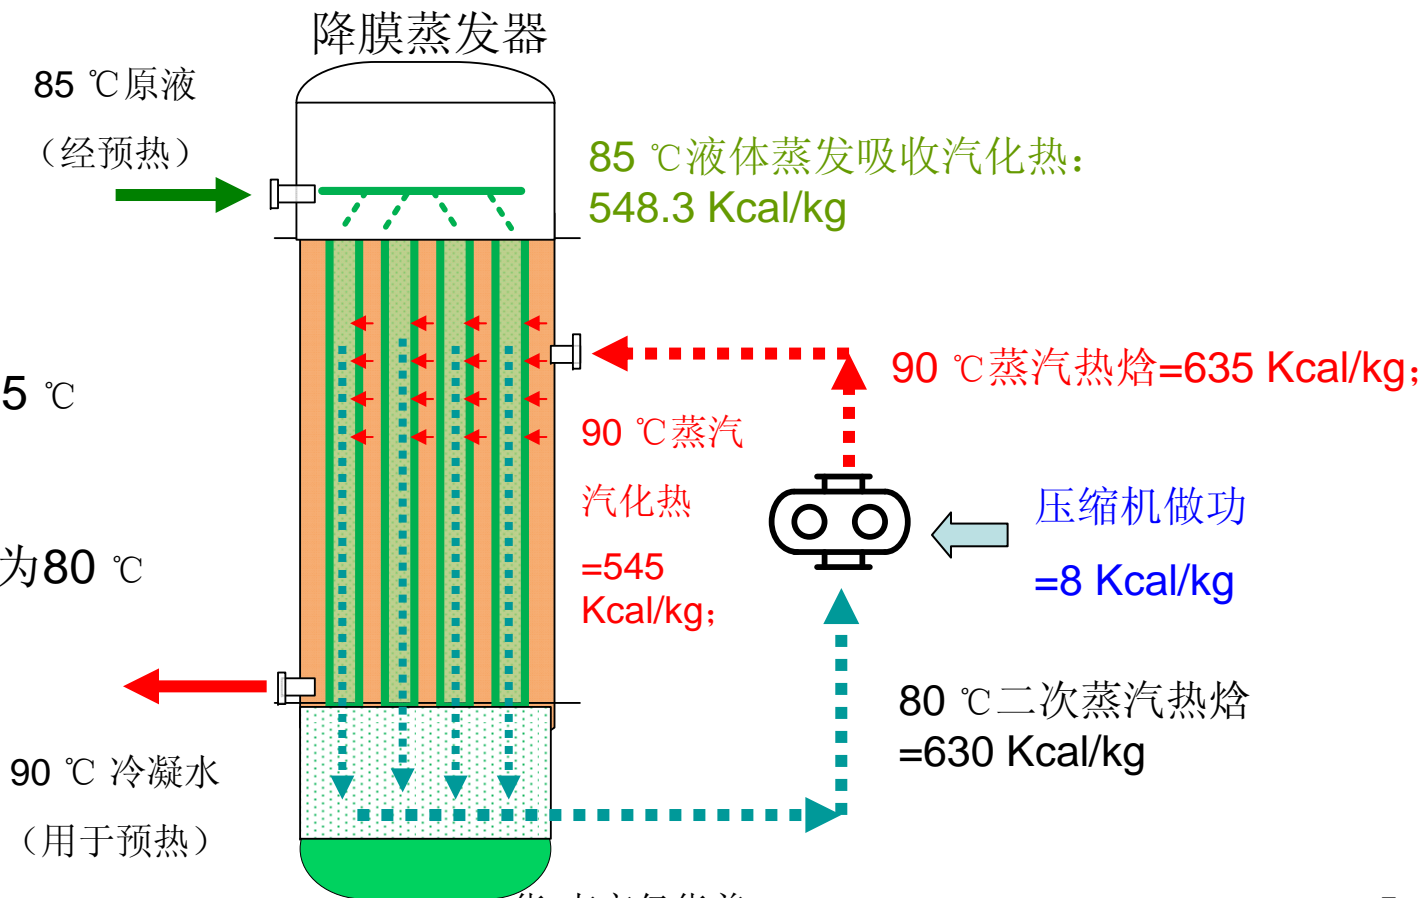 降膜蒸发器
85 ℃原液
（经预热）
85 ℃液体蒸发吸收汽化热：
548.3 Kcal/kg
90 ℃蒸汽热焓=635 Kcal/kg；
5 ℃
90 ℃蒸汽
汽化热
=545
Kcal/kg；
压缩机做功
=8 Kcal/kg
为80 ℃
80 ℃二次蒸汽热焓
=630 Kcal/kg
90 ℃ 冷凝水
（用于预热）